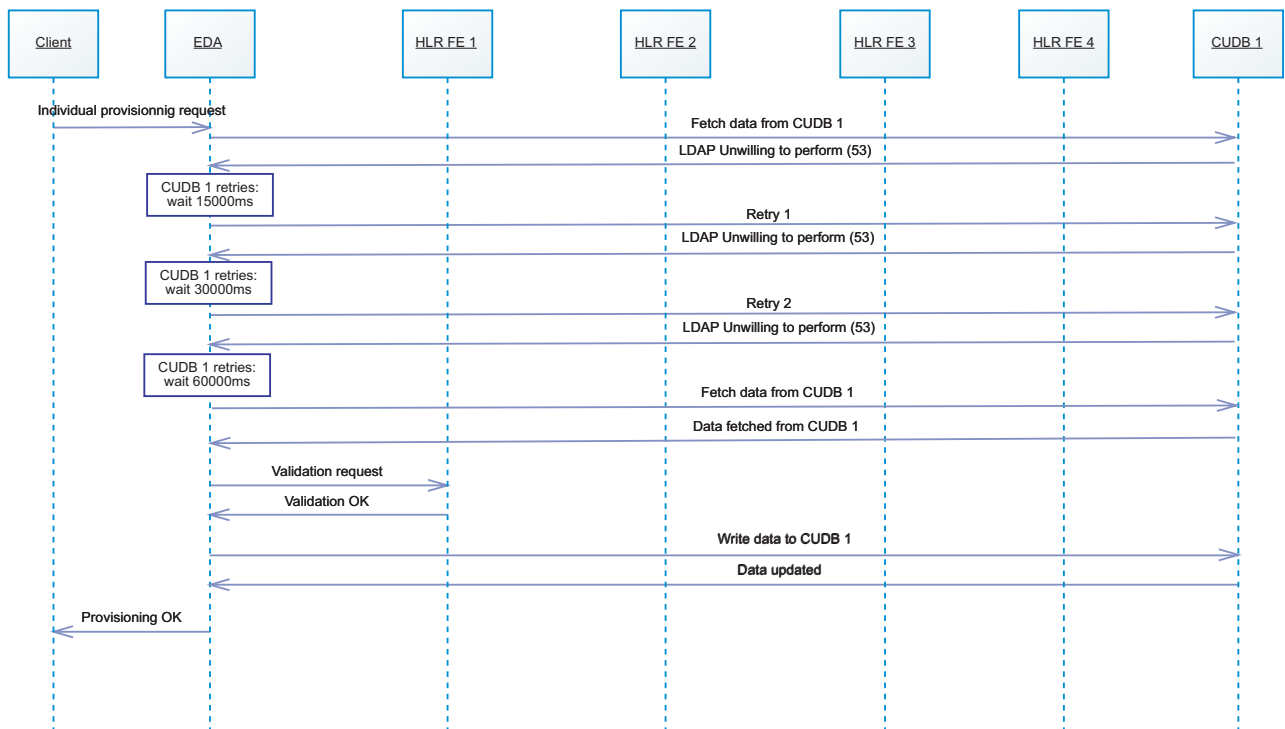 Client
EDA
HLR FE 1
HLR FE 2
HLR FE 3
HLR FE 4
CUDB 1
Individual provisionnig request
Fetch data from CUDB 1
LDAP Unwilling to perform (53)
CUDB 1 retries:
wait 15000ms
Retry 1
LDAP Unwilling to perform (53)
CUDB 1 retries:
wait 30000ms
Retry 2
LDAP Unwilling to perform (53)
CUDB 1 retries:
wait 60000ms
Fetch data from CUDB 1
Data fetched from CUDB 1
Validation request
Validation OK
Write data to CUDB 1
Data updated
Provisioning OK